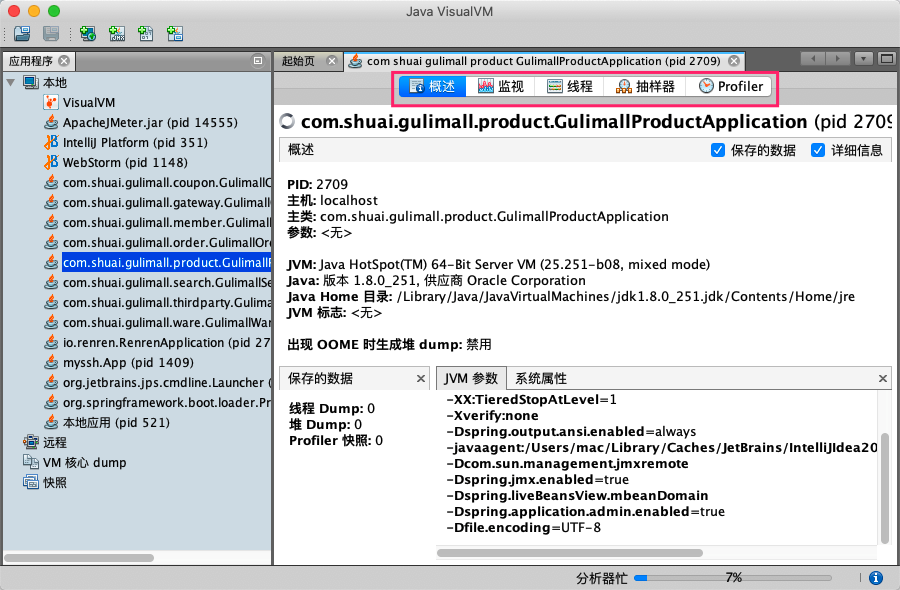 Java VisualVM
应用程序
起始页
com shuai gulimall product GulimallProductApplication (pid 2709)
本地
VisualVM
ApacheJMeter.jar (pid 14555)
IntelliJ Platform (pid 351)
WebStorm (pid 1148)
com.shuai.gulimall.coupon.GulimallC
com.shuai.gulimall.gateway.Gulimall
com.shuai.gulimall.member.Gulimall
com.shuai.gulimall.order.GulimallOr
com.shuai.gulimall.product.GulimallP
com.shuai.gulimall.search.GulimallSe
com.shuai.gulimall.thirdparty.Gulima
com.shuai.gulimall.ware.GulimallWar
io.renren.RenrenApplication (pid 27
myssh.App (pid 1409)
org.jetbrains.jps.cmdline.Launcher (
org.springframework.boot.loader.Pr
本地应用 (pid 521)
远程
VM 核心 dump
快照
概述
监视
线程
抽样器
Profiler
com.shuai.gulimall.product.GulimallProductApplication (pid 2709
概述
保存的数据
详细信息
PID: 2709
主机: localhost
主类: com.shuai.gulimall.product.GulimallProductApplication
参数: <无>
JVM: Java HotSpot(TM) 64-Bit Server VM (25.251-b08, mixed mode)
Java: 版本 1.8.0_251, 供应商 Oracle Corporation
Java Home 目录: /Library/Java/JavaVirtualMachines/jdk1.8.0_251.jdk/Contents/Home/jre
JVM 标志: <无>
出现 OOME 时生成堆 dump: 禁用
保存的数据
线程 Dump: 0
堆 Dump: 0
Profiler 快照: 0
JVM 参数
系统属性
-XX:TieredStopAtLevel=1
-Xverify:none
-Dspring.output.ansi.enabled=always
-javaagent:/Users/mac/Library/Caches/JetBrains/IntelliJIdea20
-Dcom.sun.management.jmxremote
-Dspring.jmx.enabled=true
-Dspring.liveBeansView.mbeanDomain
-Dspring.application.admin.enabled=true
-Dfile.encoding=UTF-8
分析器忙
7%